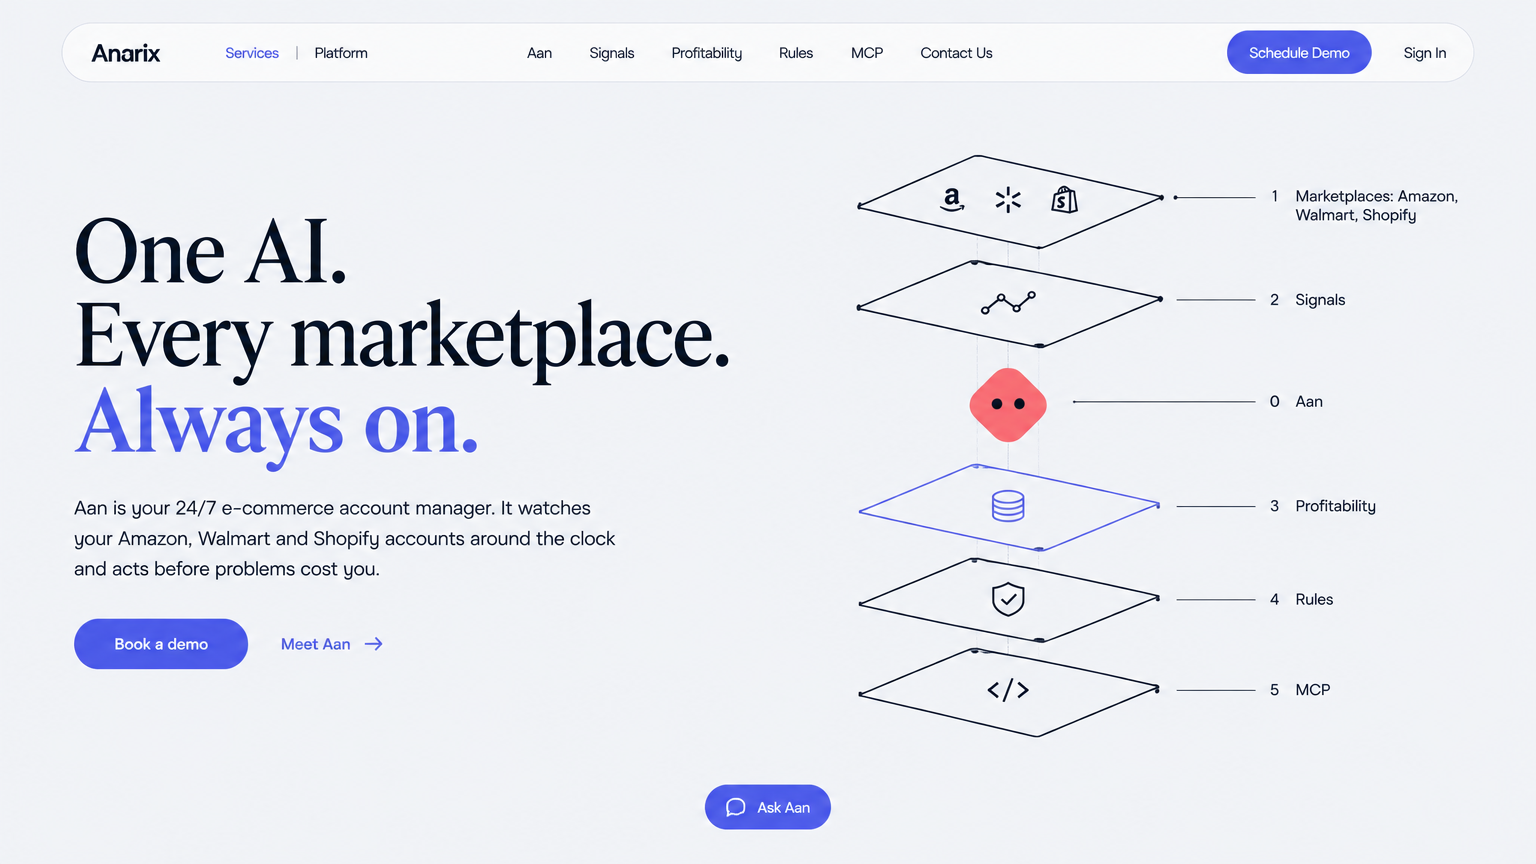 Anarix
Services | Platform
Aan
Signals
Profitability
Rules
MCP
Contact Us
Schedule Demo
Sign In
One AI.
Every marketplace.
Always on.
Aan is your 24/7 e-commerce account manager. It watches
your Amazon, Walmart and Shopify accounts around the clock
and acts before problems cost you.
Book a demo
Meet Aan →
1 Marketplaces: Amazon,
Walmart, Shopify
2 Signals
0 Aan
3 Profitability
4 Rules
5 MCP
Ask Aan